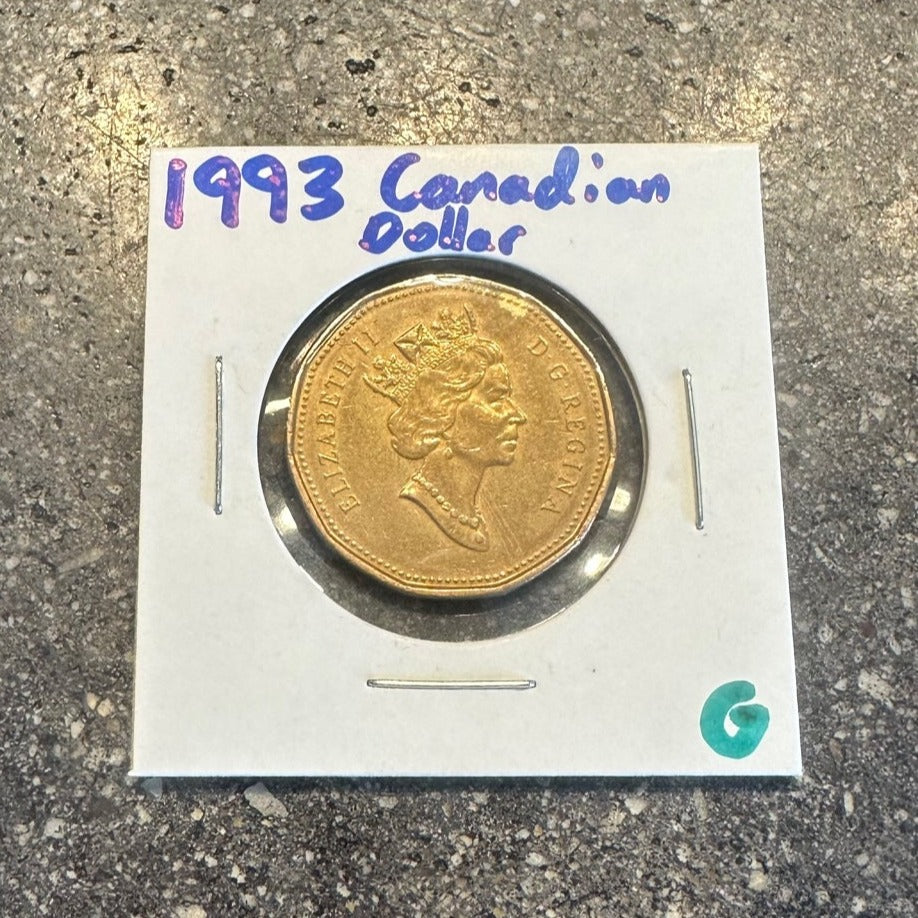 1993 Canadian
Dollar
ELIZABETH II
D·G·REGINA
G